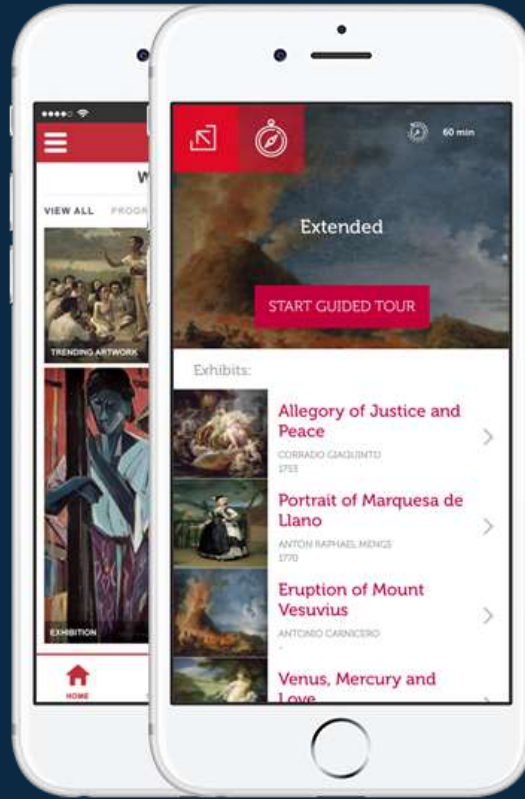 VIEW ALL
TRENDING ARTWORK
EXHIBITION
HOME
60 min
Extended
START GUIDED TOUR
Exhibits:
Allegory of Justice and
Peace
CORRADO GIAQUINTO
1753
Portrait of Marquesa de
Llano
ANTON RAPHAEL MENGS
1770
Eruption of Mount
Vesuvius
ANTONIO CARNICERO
-
Venus, Mercury and
Love